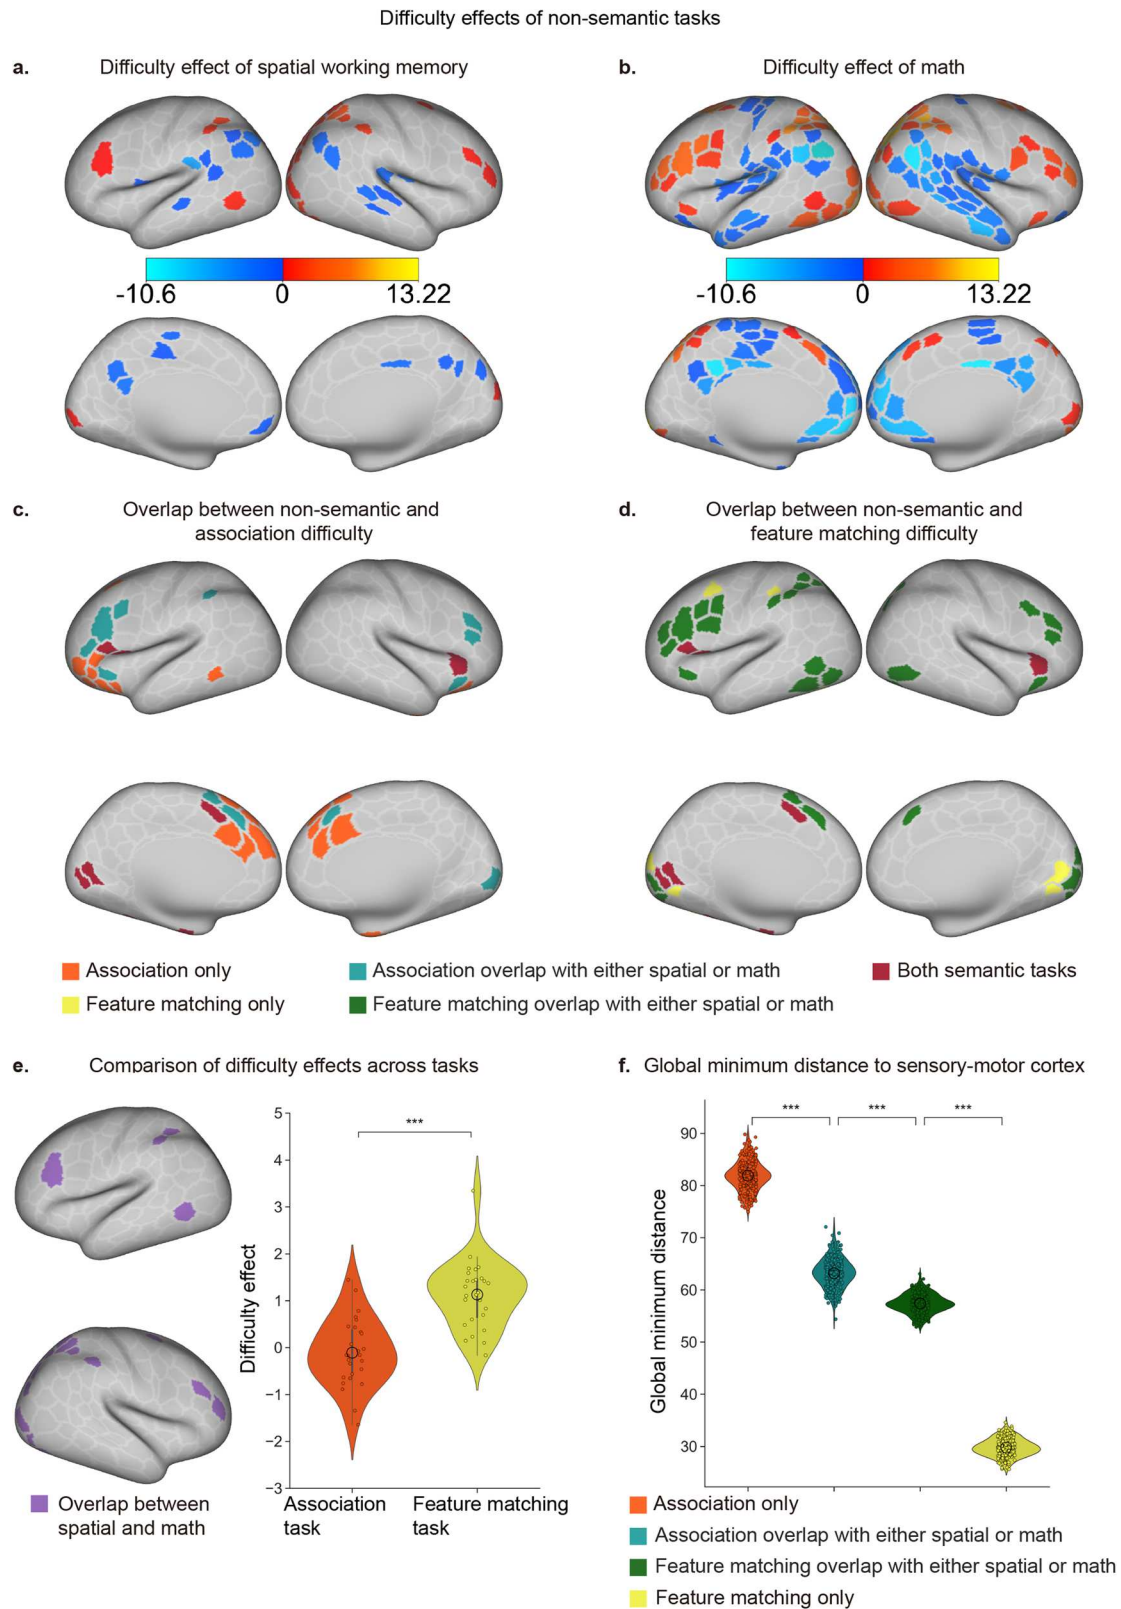 Difficulty effects of non-semantic tasks
a. Difficulty effect of spatial working memory
b. Difficulty effect of math
-10.6 0 13.22
-10.6 0 13.22
c. Overlap between non-semantic and
association difficulty
d. Overlap between non-semantic and
feature matching difficulty
Association only
Association overlap with either spatial or math
Both semantic tasks
Feature matching only
Feature matching overlap with either spatial or math
e. Comparison of difficulty effects across tasks
Overlap between
spatial and math
Difficulty effect
5
4
3
2
1
0
−1
−2
−3
***
Association
task
Feature matching
task
f. Global minimum distance to sensory-motor cortex
Global minimum distance
90
80
70
60
50
40
30
*** *** ***
Association only
Association overlap with either spatial or math
Feature matching overlap with either spatial or math
Feature matching only